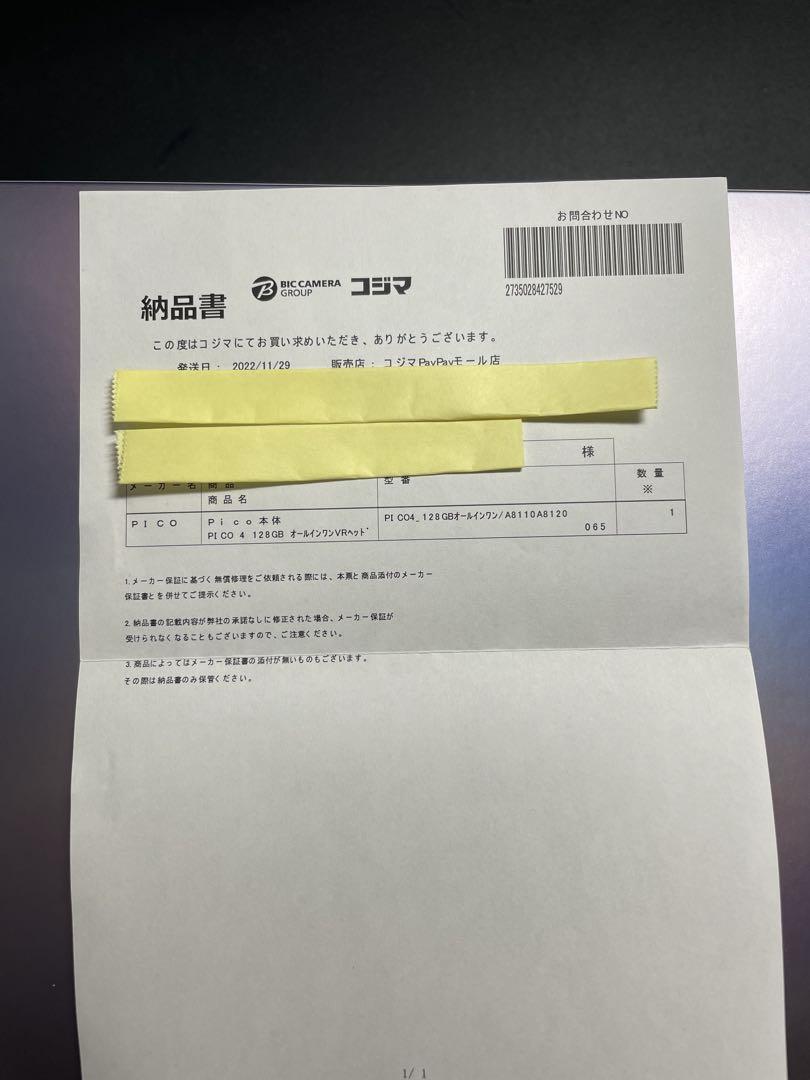 お問合わせNO
2735028427529
BIC CAMERA GROUP コジマ
納品書
この度はコジマにてお買い求めいただき、ありがとうございます。
発送日： 2022/11/29 販売店： コジマPayPayモール店
様
メーカー名 商品 型番 数量
商品名 ※
PICO Pico本体 PICO4_128GBオールインワン/A8110A8120 1
PICO 4 128GB オールインワンVRヘッド 065
1.メーカー保証に基づく無償修理をご依頼される際には、本票と商品添付のメーカー
保証書とを併せてご提示ください。
2.納品書の記載内容が弊社の承諾なしに修正された場合、メーカー保証が
受けられなくなることもございますので、ご注意ください。
3.商品によってはメーカー保証書の添付が無いものもございます。
その際は納品書のみ保管ください。
1/ 1